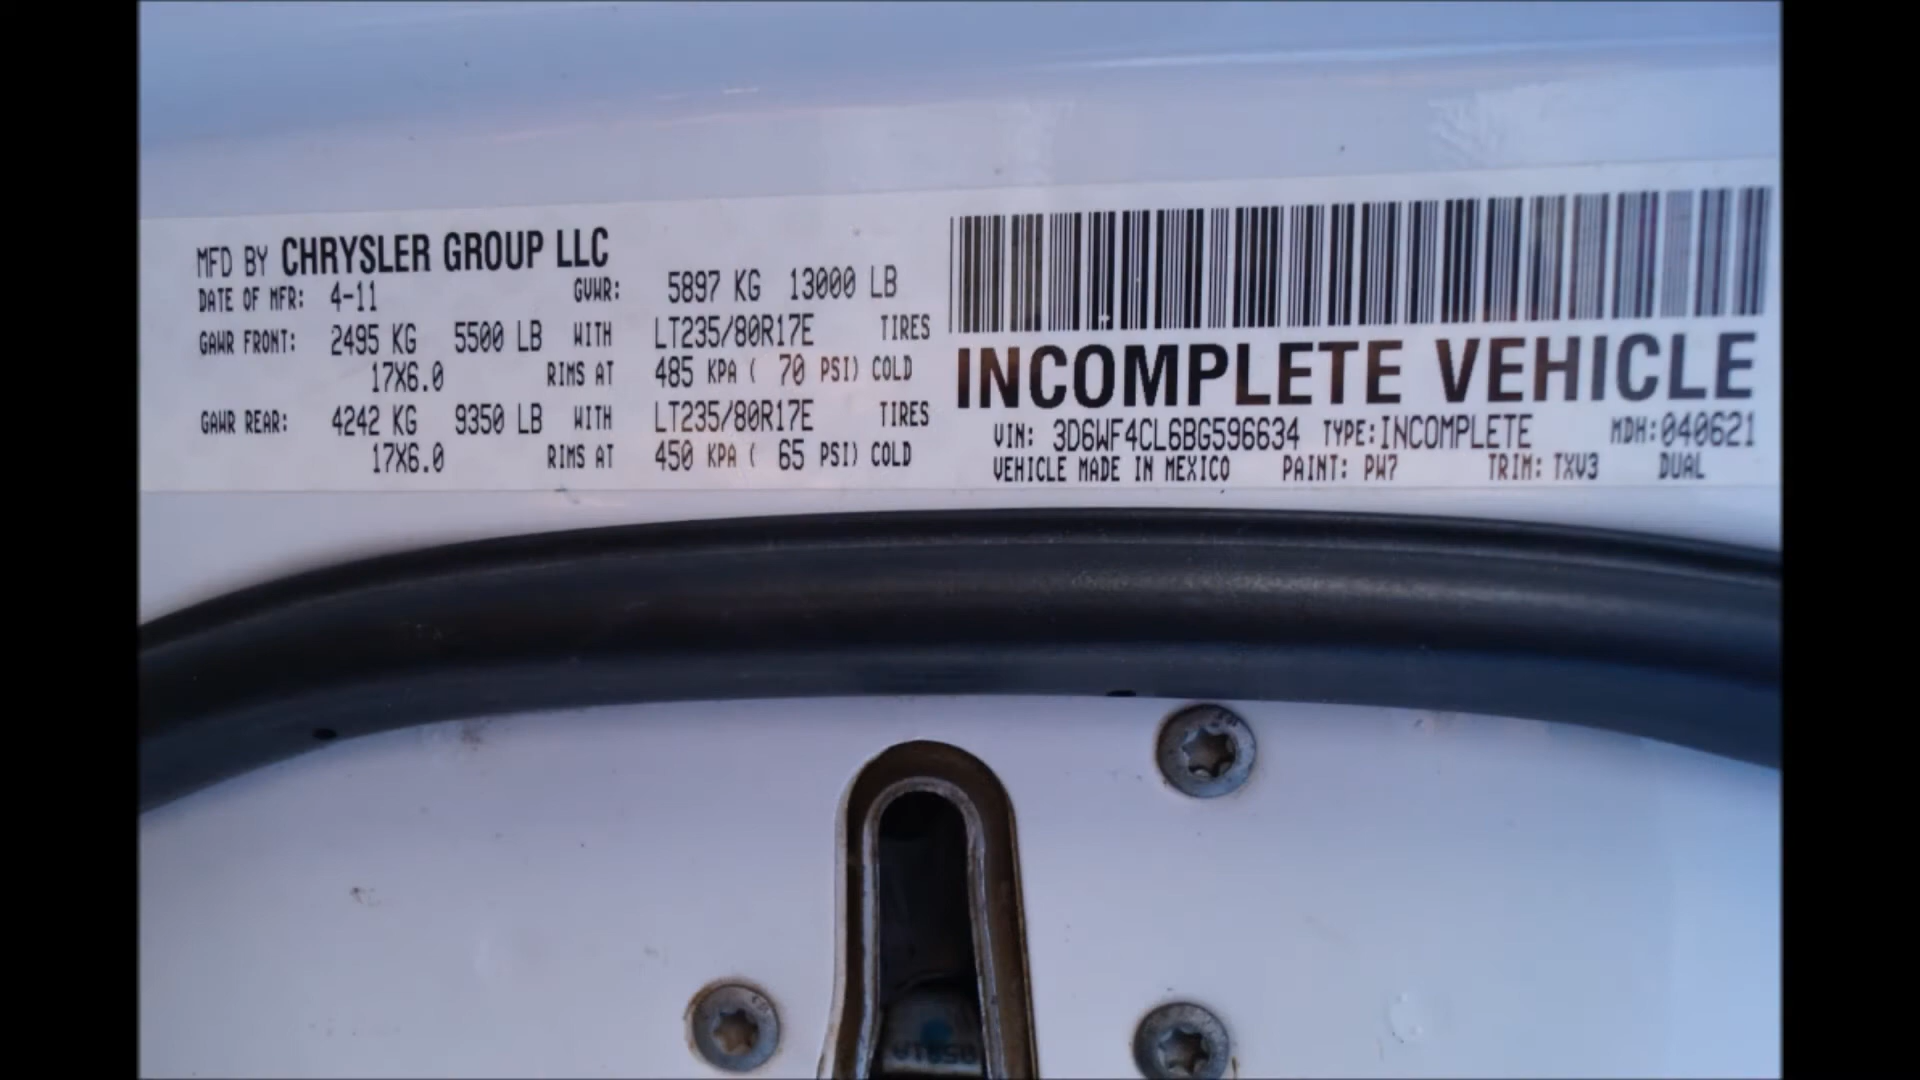 MFD BY CHRYSLER GROUP LLC
DATE OF MFR: 4-11 GVWR: 5897 KG 13000 LB
GAWR FRONT: 2495 KG 5500 LB WITH LT235/80R17E TIRES
17X6.0 RIMS AT 485 KPA ( 70 PSI) COLD
GAWR REAR: 4242 KG 9350 LB WITH LT235/80R17E TIRES
17X6.0 RIMS AT 450 KPA ( 65 PSI) COLD
INCOMPLETE VEHICLE
VIN: 3D6WF4CL6BG596634 TYPE:INCOMPLETE MDH:040621
VEHICLE MADE IN MEXICO PAINT: PW7 TRIM: TXV3 DUAL